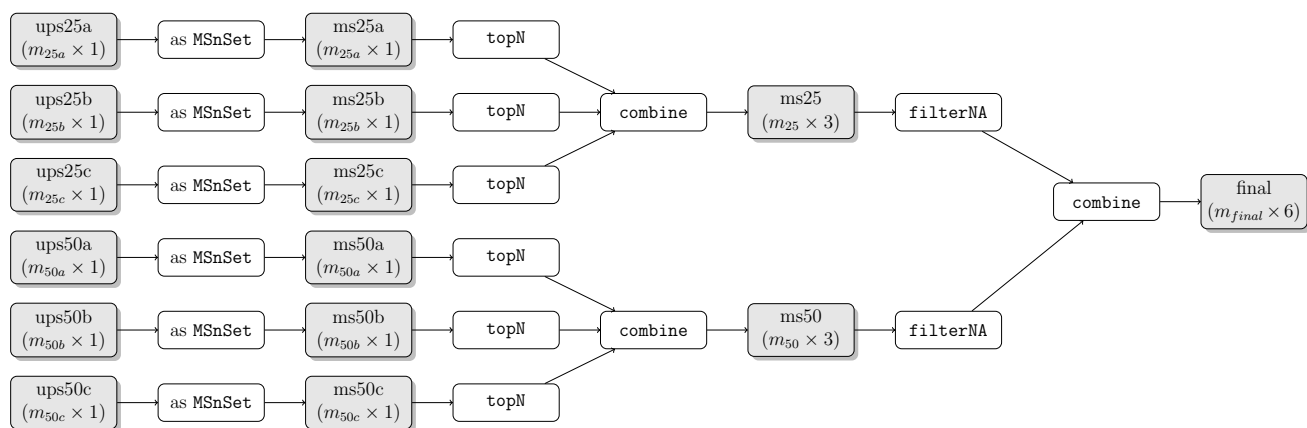 ups25a
(m25a × 1)
as MSnSet
ms25a
(m25a × 1)
topN
ups25b
(m25b × 1)
as MSnSet
ms25b
(m25b × 1)
topN
combine
ms25
(m25 × 3)
filterNA
ups25c
(m25c × 1)
as MSnSet
ms25c
(m25c × 1)
topN
combine
final
(mfinal × 6)
ups50a
(m50a × 1)
as MSnSet
ms50a
(m50a × 1)
topN
ups50b
(m50b × 1)
as MSnSet
ms50b
(m50b × 1)
topN
combine
ms50
(m50 × 3)
filterNA
ups50c
(m50c × 1)
as MSnSet
ms50c
(m50c × 1)
topN